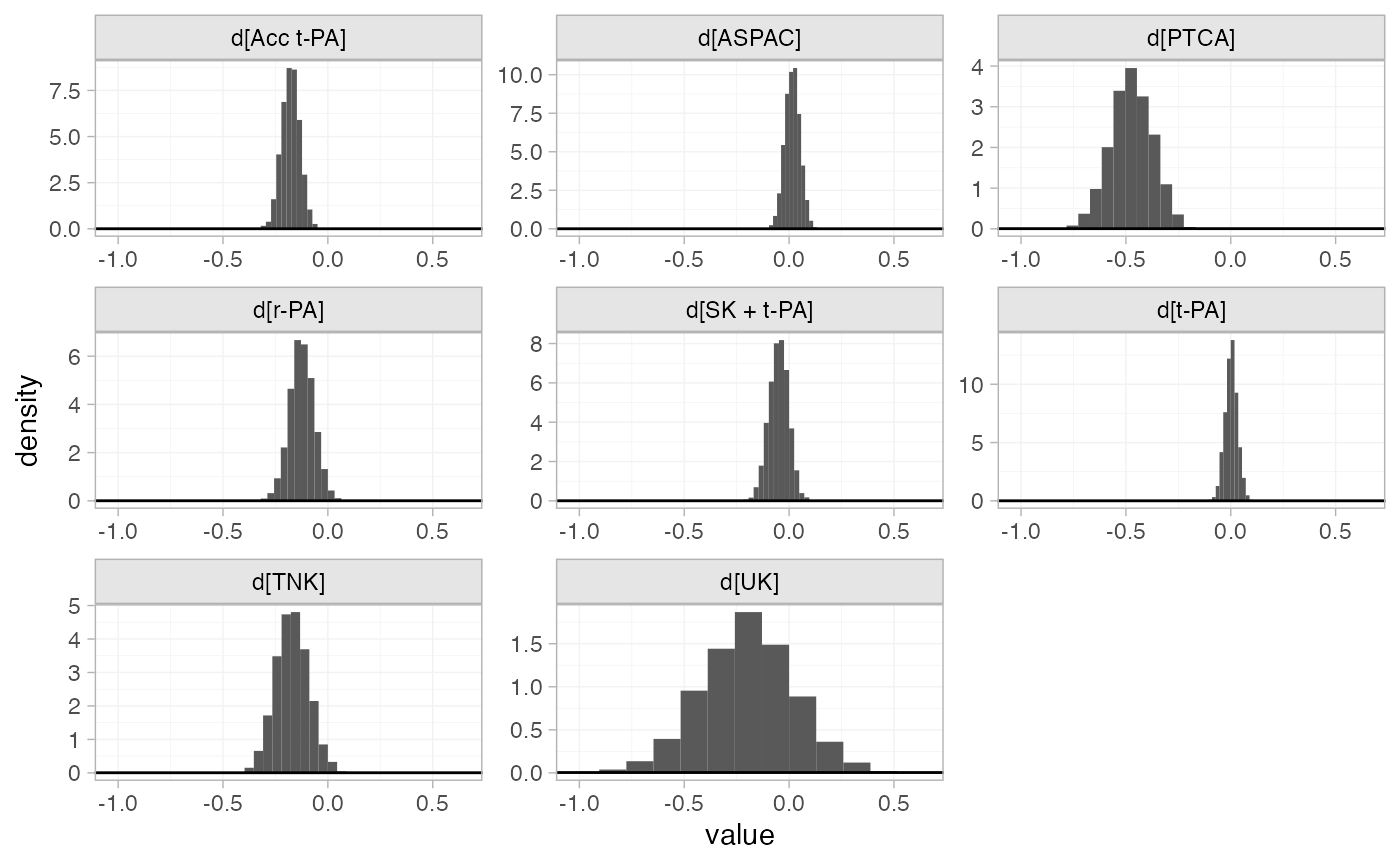 d[Acc t-PA] d[ASPAC] d[PTCA]
7.5 10.0 4
5.0 7.5 3
2.5 5.0 2
0.0 2.5 1
0.0 0
-1.0 -0.5 0.0 0.5 -1.0 -0.5 0.0 0.5 -1.0 -0.5 0.0 0.5
d[r-PA] d[SK + t-PA] d[t-PA]
density
6 8 10
4 6 5
2 4 0
0 2
0
-1.0 -0.5 0.0 0.5 -1.0 -0.5 0.0 0.5 -1.0 -0.5 0.0 0.5
d[TNK] d[UK]
5 1.5
4 1.0
3 0.5
2 0.0
1
0
-1.0 -0.5 0.0 0.5 -1.0 -0.5 0.0 0.5
value